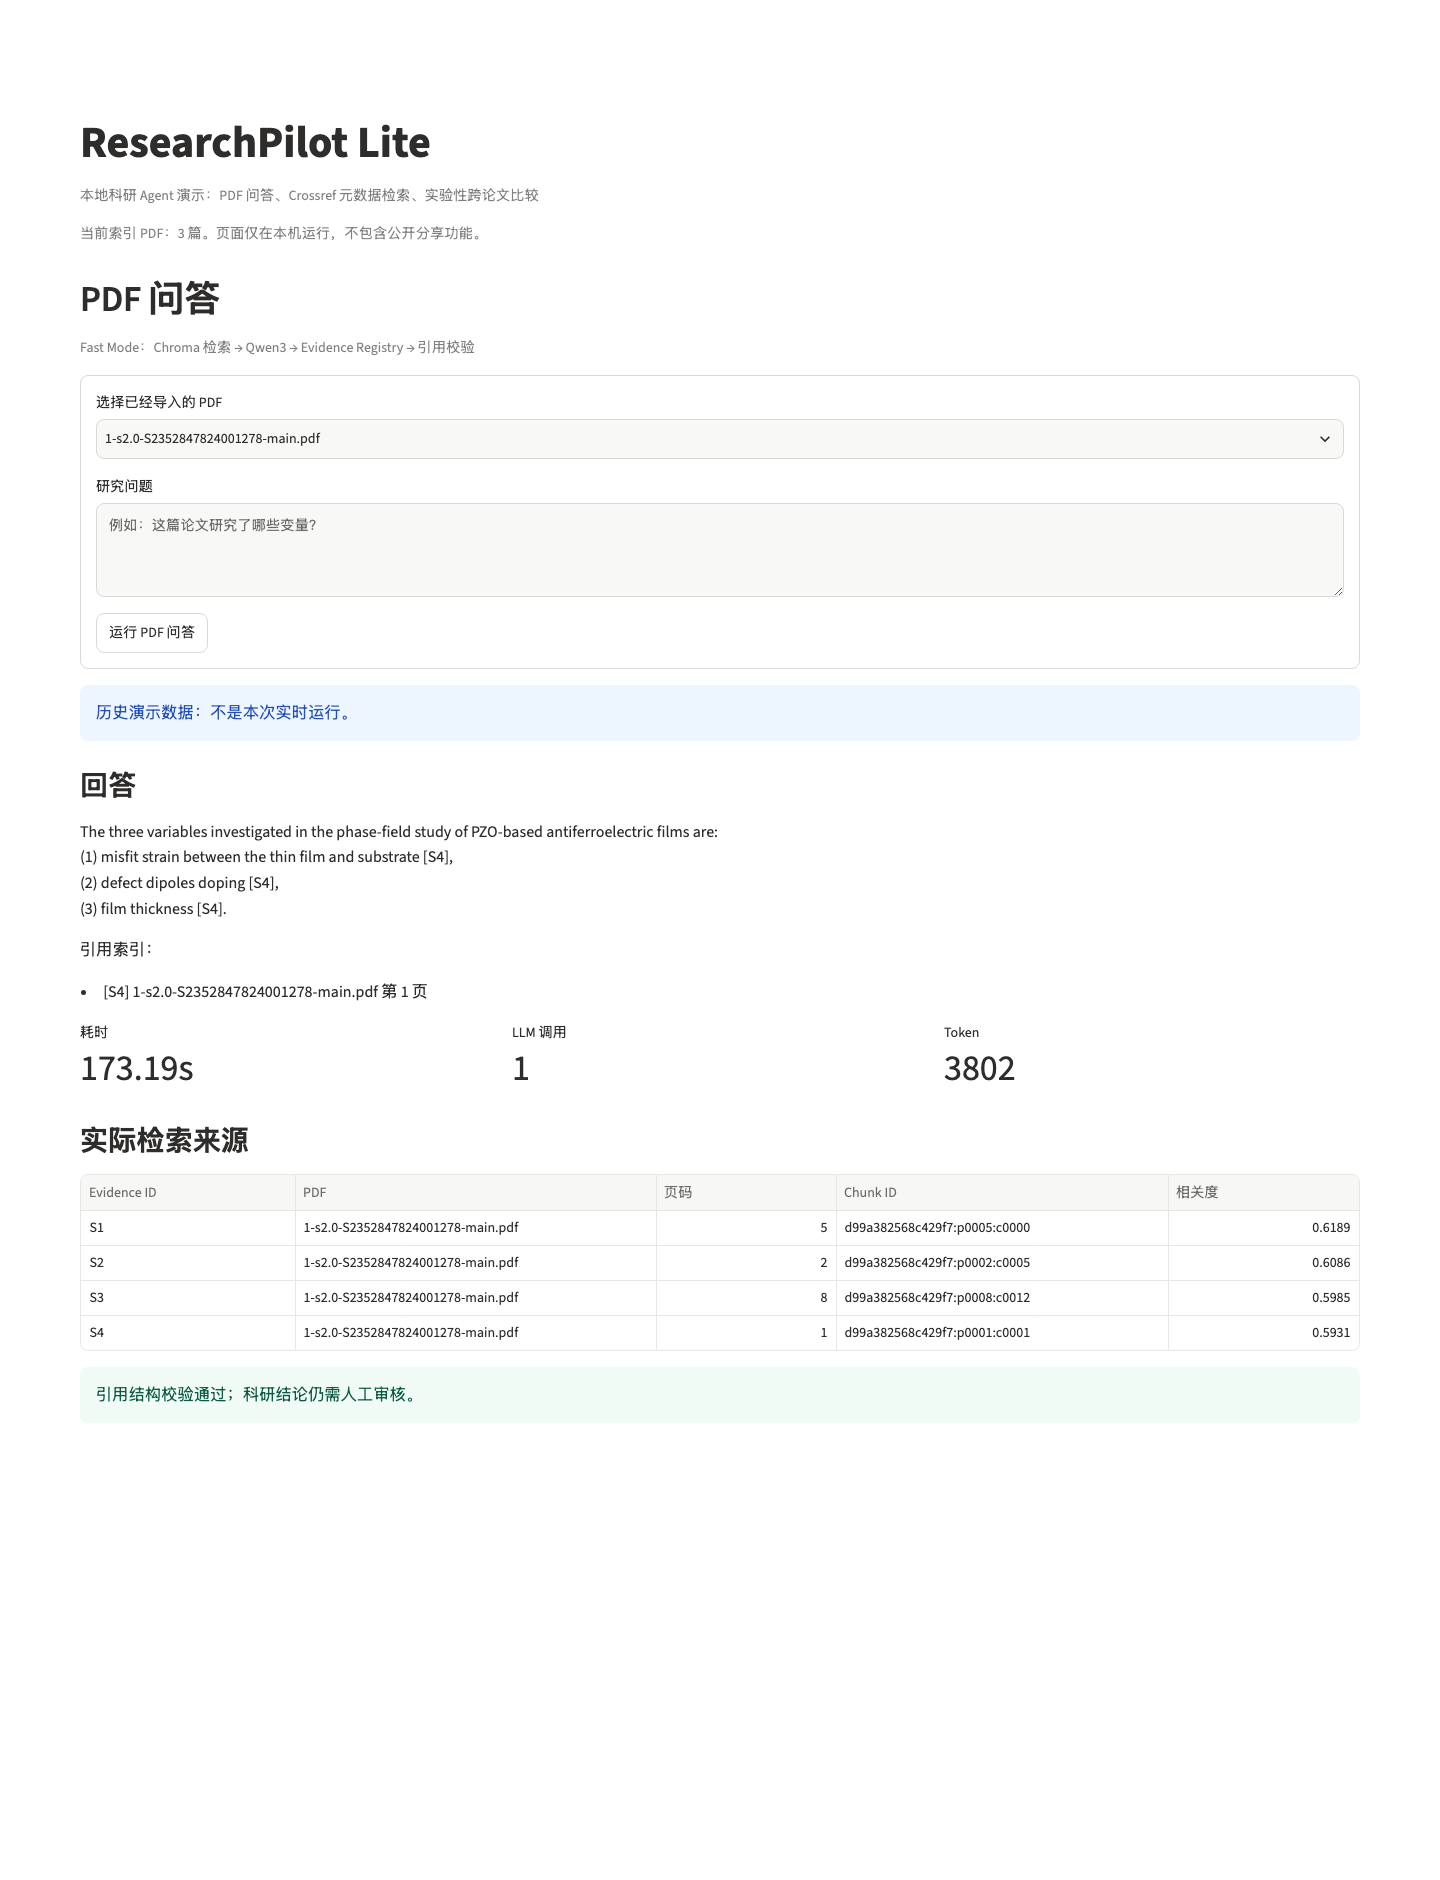 ResearchPilot Lite
本地科研 Agent 演示：PDF 问答、Crossref 元数据检索、实验性跨论文比较
当前索引 PDF：3 篇。页面仅在本机运行，不包含公开分享功能。
PDF 问答
Fast Mode：Chroma 检索 → Qwen3 → Evidence Registry → 引用校验
选择已经导入的 PDF
1-s2.0-S2352847824001278-main.pdf
研究问题
例如：这篇论文研究了哪些变量？
运行 PDF 问答
历史演示数据：不是本次实时运行。
回答
The three variables investigated in the phase-field study of PZO-based antiferroelectric films are:
(1) misfit strain between the thin film and substrate [S4],
(2) defect dipoles doping [S4],
(3) film thickness [S4].
引用索引：
• [S4] 1-s2.0-S2352847824001278-main.pdf 第 1 页
耗时 LLM 调用 Token
173.19s 1 3802
实际检索来源
Evidence ID PDF 页码 Chunk ID 相关度
S1 1-s2.0-S2352847824001278-main.pdf 5 d99a382568c429f7:p0005:c0000 0.6189
S2 1-s2.0-S2352847824001278-main.pdf 2 d99a382568c429f7:p0002:c0005 0.6086
S3 1-s2.0-S2352847824001278-main.pdf 8 d99a382568c429f7:p0008:c0012 0.5985
S4 1-s2.0-S2352847824001278-main.pdf 1 d99a382568c429f7:p0001:c0001 0.5931
引用结构校验通过；科研结论仍需人工审核。